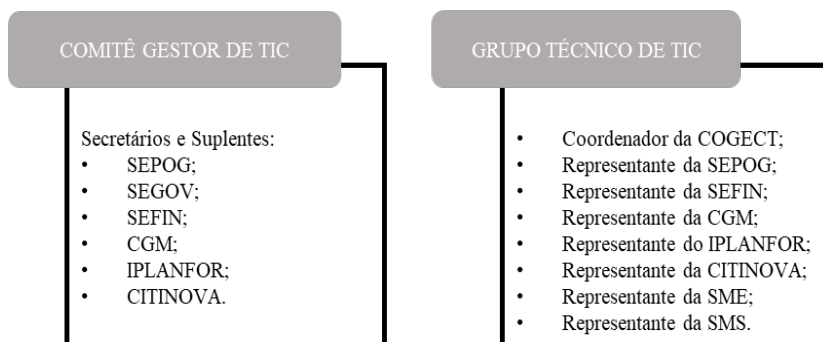 COMITÊ GESTOR DE TIC
Secretários e Suplentes:
• SEPOG;
• SEGOV;
• SEFIN;
• CGM;
• IPLANFOR;
• CITINOVA.
GRUPO TÉCNICO DE TIC
• Coordenador da COGECT;
• Representante da SEPOG;
• Representante da SEFIN;
• Representante da CGM;
• Representante do IPLANFOR;
• Representante da CITINOVA;
• Representante da SME;
• Representante da SMS.